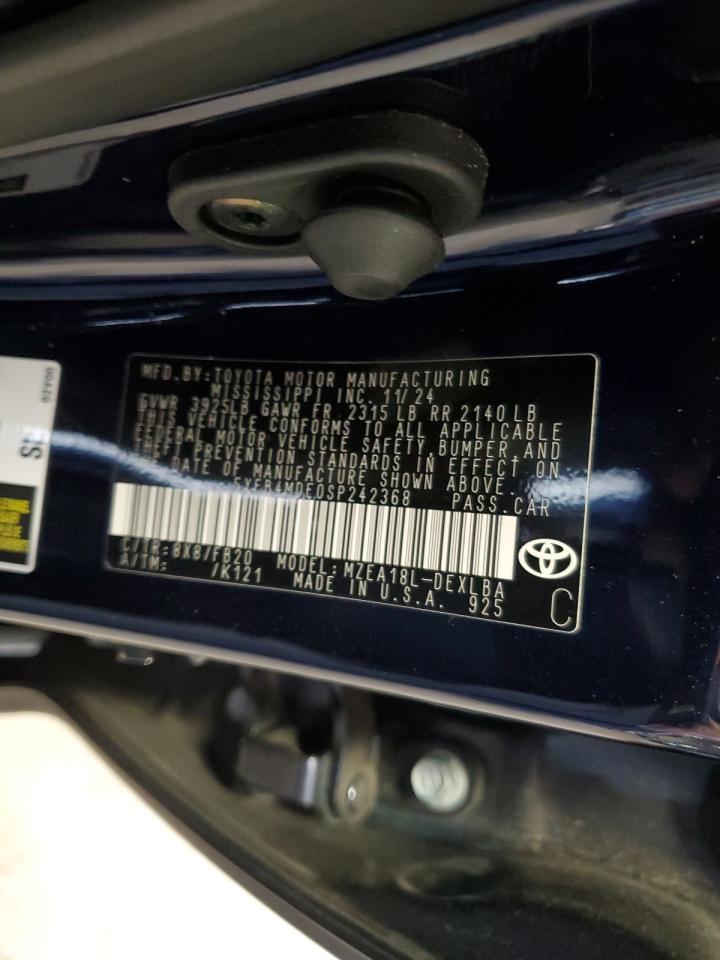 MFD. BY: TOYOTA MOTOR MANUFACTURING
MISSISSIPPI INC. 11/24
GVWR 3925LB GAWR FR. 2315 LB RR 2140 LB
THIS VEHICLE CONFORMS TO ALL APPLICABLE
FEDERAL MOTOR VEHICLE SAFETY, BUMPER, AND
THEFT PREVENTION STANDARDS IN EFFECT ON
THE DATE OF MANUFACTURE SHOWN ABOVE.
5YFB4MDE0SP242368 PASS. CAR
C/TR: 8X8/FB20 MODEL: MZEA18L-DEXLBA
A/TM: /K121 MADE IN U.S.A. 925
C
02V00